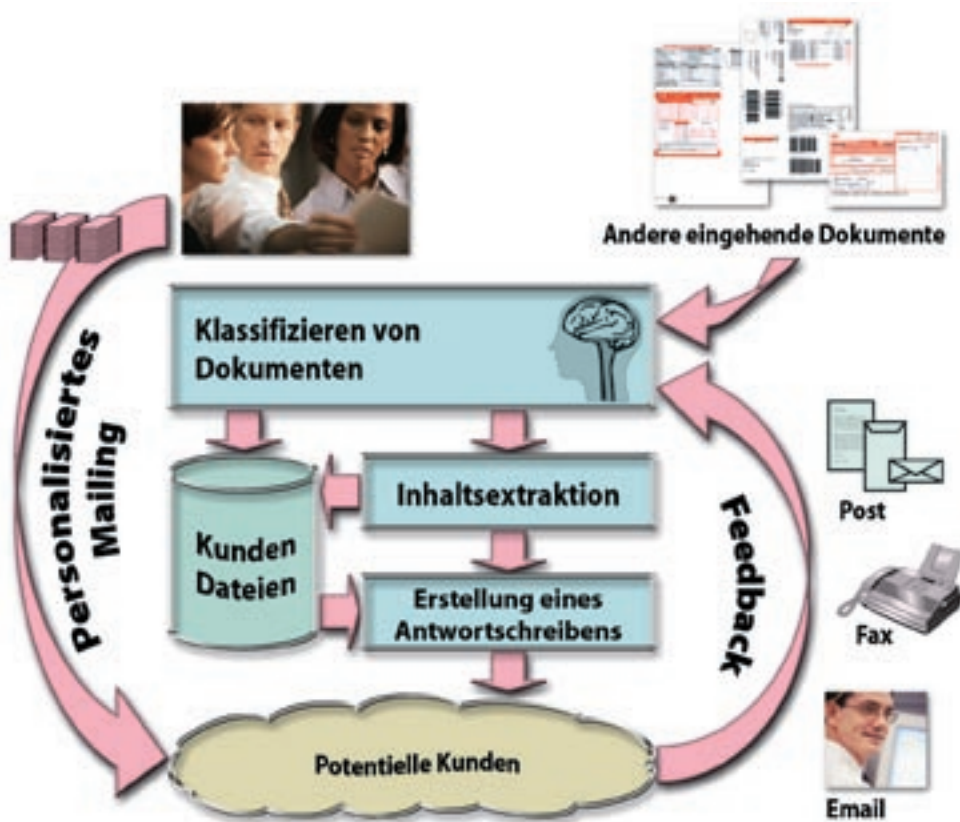 Andere eingehende Dokumente
Klassifizieren von
Dokumenten
Personalisiertes
Mailing
Inhaltsextraktion
Kunden
Dateien
Erstellung eines
Antwortschreibens
Potentielle Kunden
Feedback
Post
Fax
Email